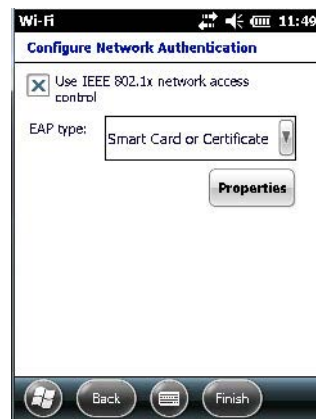 Wi-Fi 11:49
Configure Network Authentication
Use IEEE 802.1x network access
control
EAP type:
Smart Card or Certificate
Properties
Back Finish